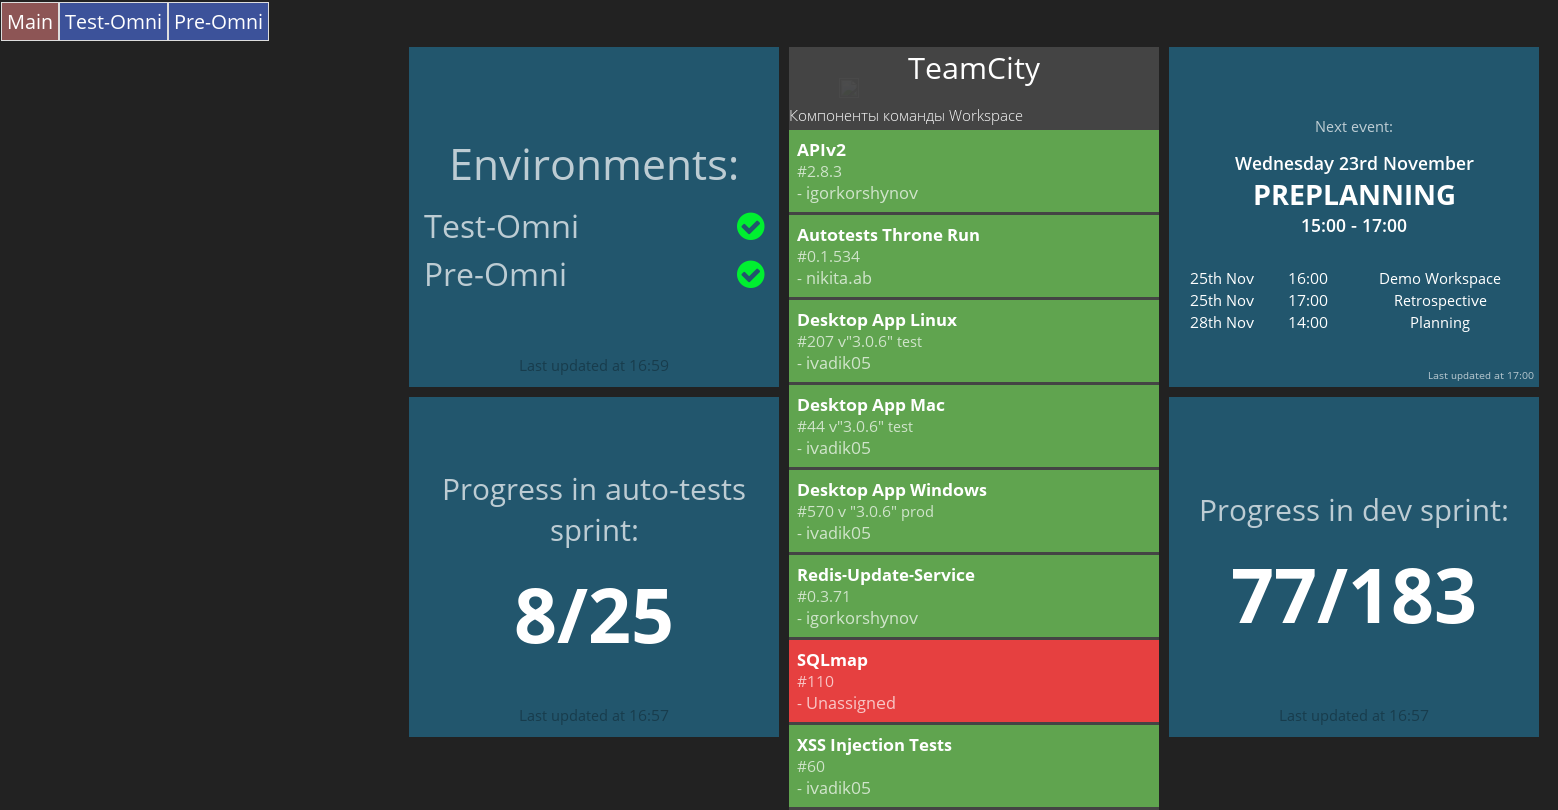 Main Test-Omni Pre-Omni
Environments:
Test-Omni
Pre-Omni
Last updated at 16:59
Progress in auto-tests
sprint:
8/25
Last updated at 16:57
TeamCity
Компоненты команды Workspace
APIv2
#2.8.3
- igorkorshynov
Autotests Throne Run
#0.1.534
- nikita.ab
Desktop App Linux
#207 v"3.0.6" test
- ivadik05
Desktop App Mac
#44 v"3.0.6" test
- ivadik05
Desktop App Windows
#570 v "3.0.6" prod
- ivadik05
Redis-Update-Service
#0.3.71
- igorkorshynov
SQLmap
#110
- Unassigned
XSS Injection Tests
#60
- ivadik05
Next event:
Wednesday 23rd November
PREPLANNING
15:00 - 17:00
25th Nov 16:00 Demo Workspace
25th Nov 17:00 Retrospective
28th Nov 14:00 Planning
Last updated at 17:00
Progress in dev sprint:
77/183
Last updated at 16:57